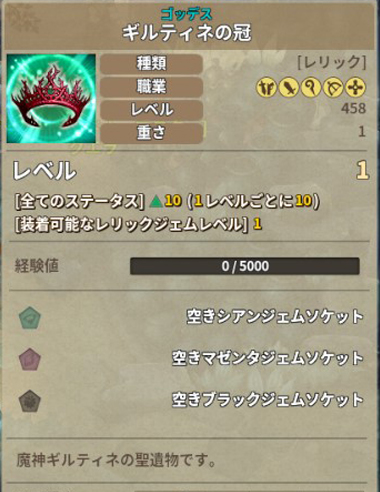 ゴッデス
ギルティネの冠
種類 [レリック]
職業
レベル 458
重さ 1
レベル 1
[全てのステータス] ▲10 (1レベルごとに10)
[装着可能なレリックジェムレベル] 1
経験値 0 / 5000
空きシアンジェムソケット
空きマゼンタジェムソケット
空きブラックジェムソケット
魔神ギルティネの聖遺物です。